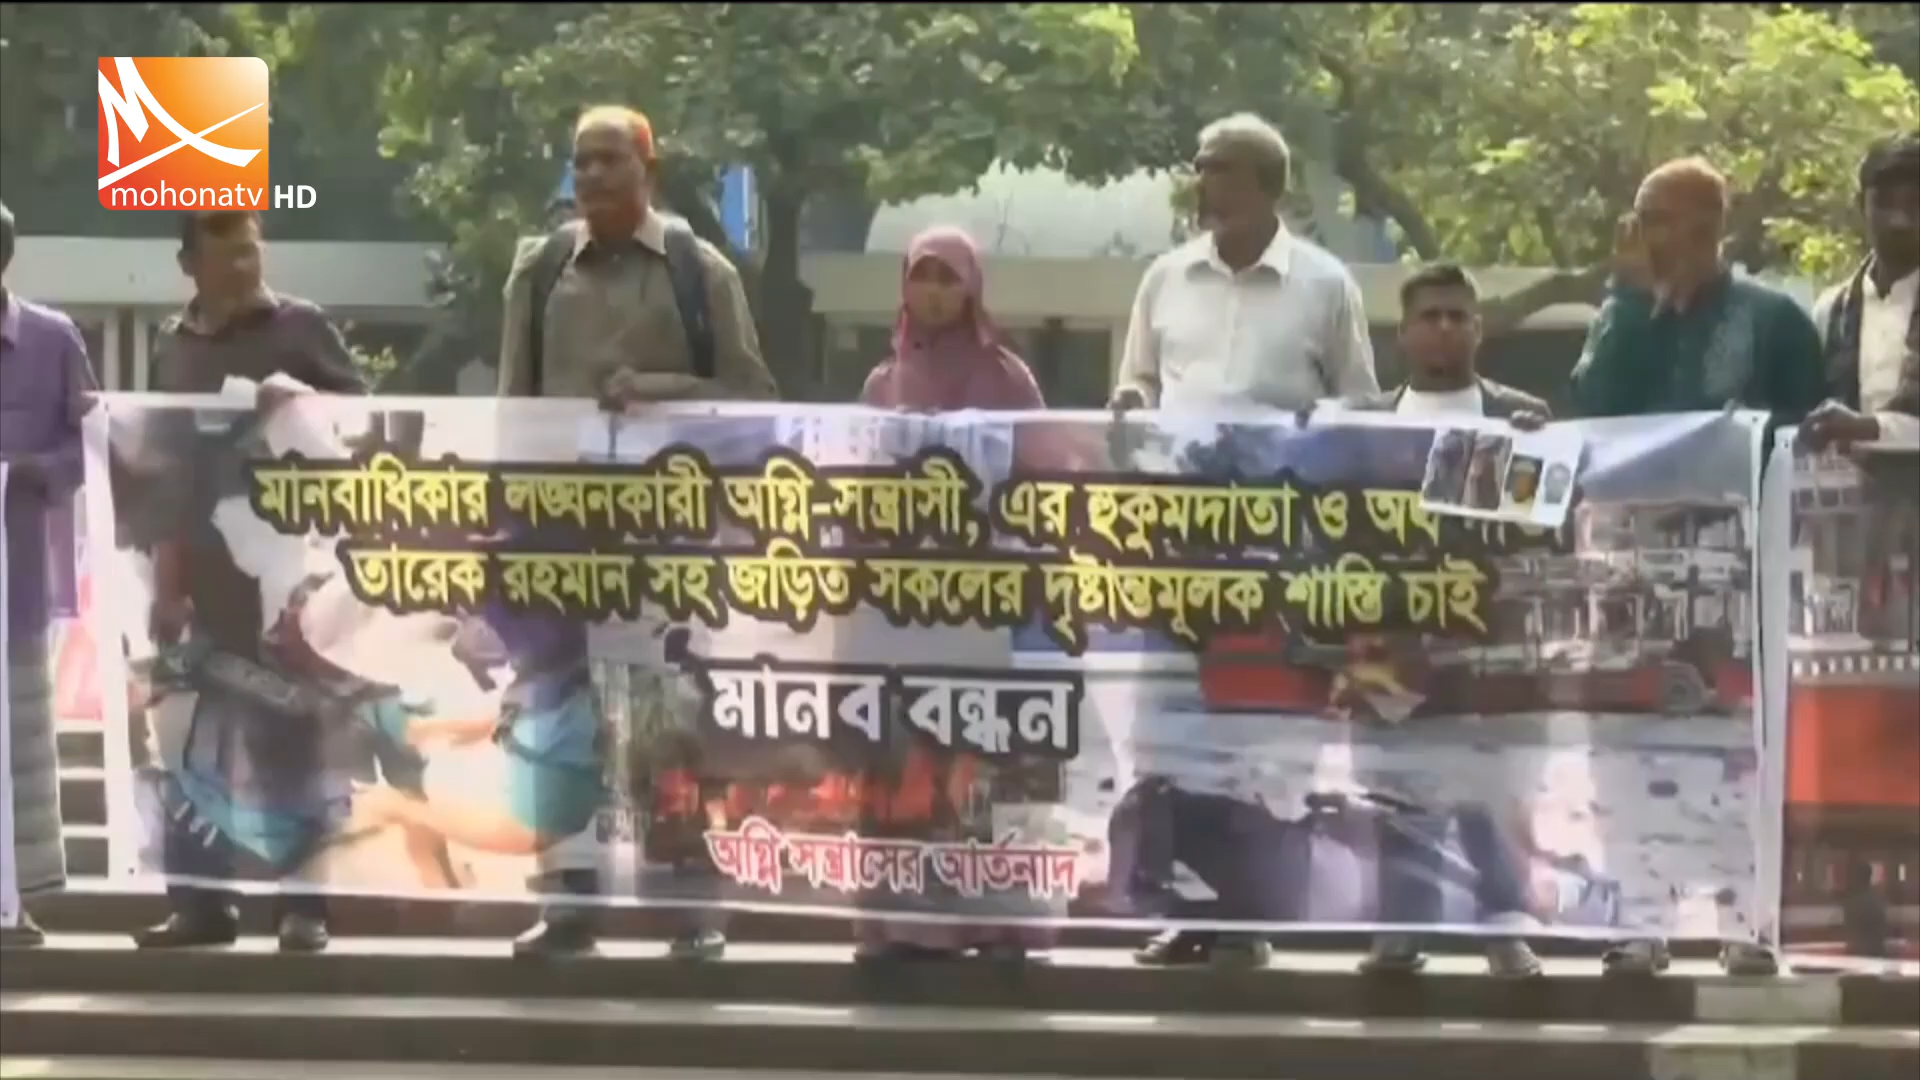 mohonatv HD
মানবাধিকার লঙ্ঘনকারী অগ্নি-সন্ত্রাসী, এর হুকুমদাতা ও
তারেক রহমান সহ জড়িত সকলের দৃষ্টান্তমূলক শাস্তি চাই
মানব বন্ধন
অগ্নি সন্ত্রাসের আর্তনাদ